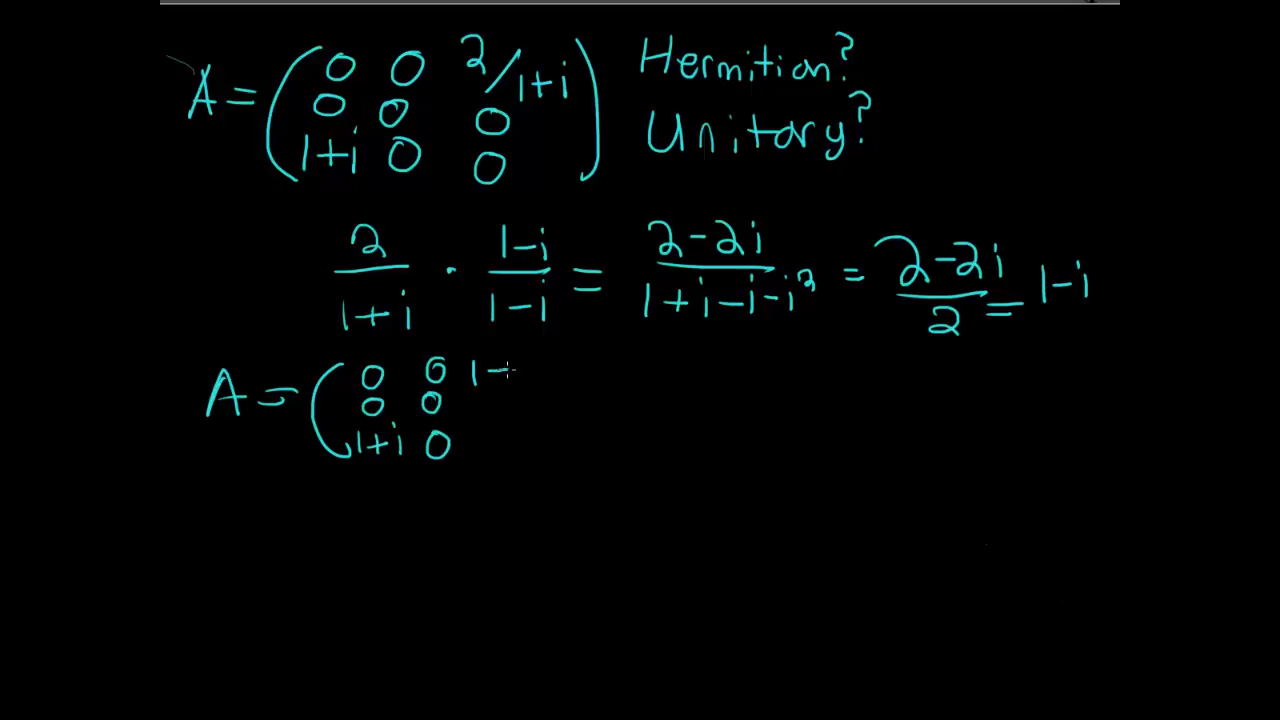 A = ( 0 0 2/1+i ) Hermition?
0 0 0 Unitary?
1+i 0 0
2/1+i · 1-i/1-i = 2-2i/1+i-i-i² = 2-2i/2 = 1-i
A = ( 0 0 1-
0 0
1+i 0